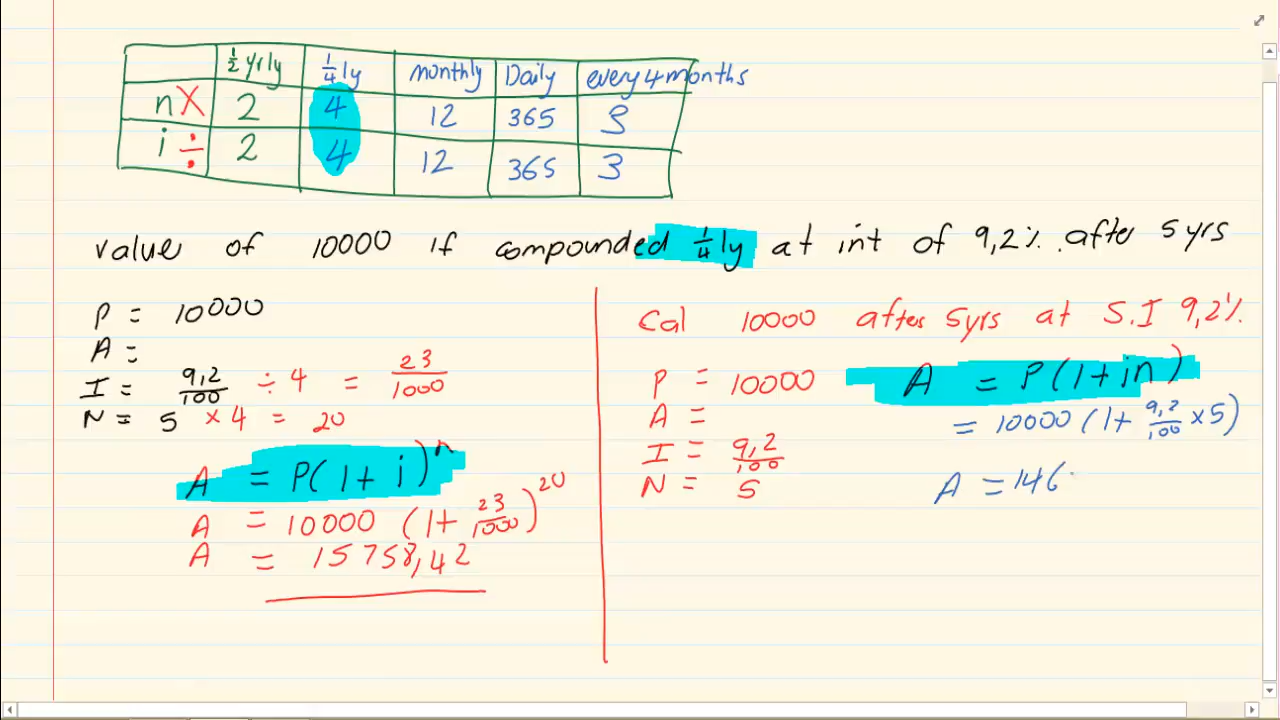 ½ yrly ¼ly monthly Daily every 4 months
n X 2 4 12 365 3
i ÷ 2 4 12 365 3
value of 10000 if compounded ¼ly at int of 9,2% after 5yrs
P = 10000
A =
I = 9,2/100 ÷ 4 = 23/1000
N = 5 × 4 = 20
A = P(1 + i)^n
A = 10000 (1 + 23/1000)^20
A = 15758,42
Cal 10000 after 5yrs at S.I 9,2%
P = 10000
A =
I = 9,2/100
N = 5
A = P(1 + in)
= 10000 (1 + 9,2/100 × 5)
A = 146